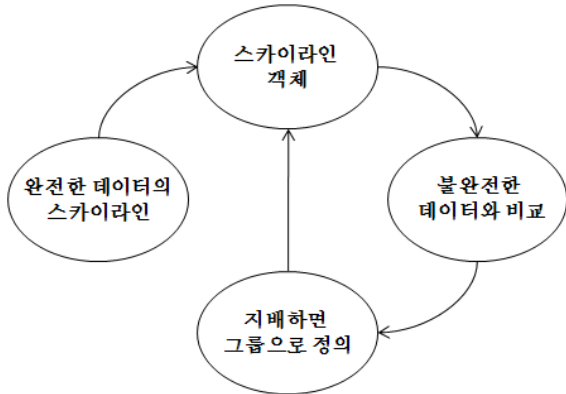 스카이라인
객체
완전한 데이터의
스카이라인
불완전한
데이터와 비교
지배하면
그룹으로 정의